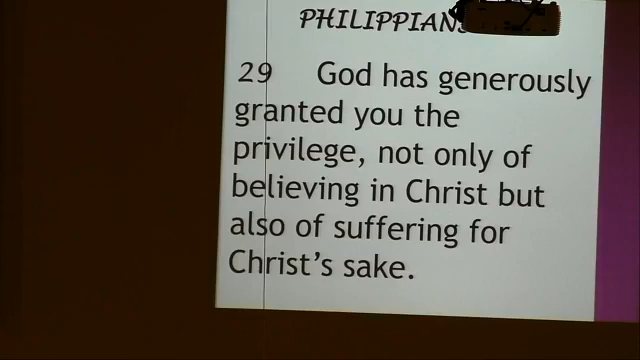 PHILIPPIANS
29 God has generously
granted you the
privilege, not only of
believing in Christ but
also of suffering for
Christ's sake.